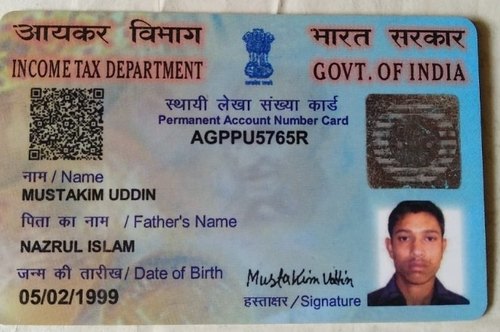 आयकर विभाग
INCOME TAX DEPARTMENT
भारत सरकार
GOVT. OF INDIA
स्थायी लेखा संख्या कार्ड
Permanent Account Number Card
AGPPU5765R
नाम / Name
MUSTAKIM UDDIN
पिता का नाम / Father's Name
NAZRUL ISLAM
जन्म की तारीख / Date of Birth
05/02/1999
Mustakim Uddin
हस्ताक्षर / Signature